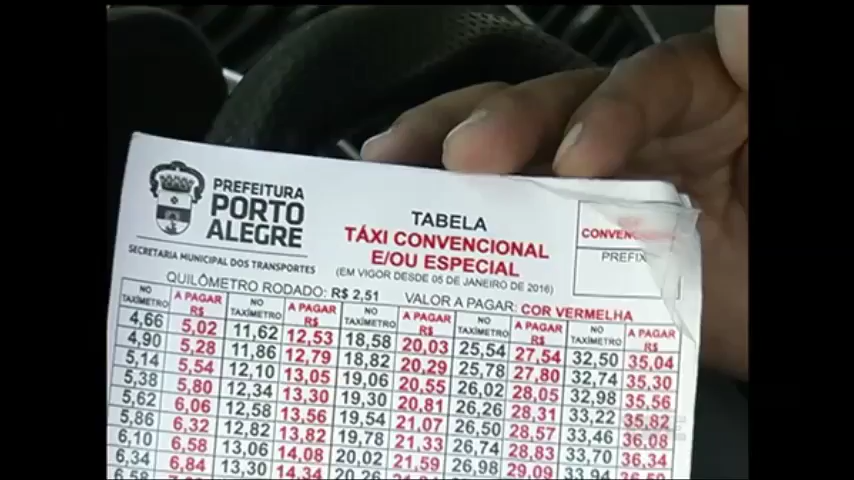 PREFEITURA
PORTO
ALEGRE
SECRETARIA MUNICIPAL DOS TRANSPORTES
TABELA
TÁXI CONVENCIONAL
E/OU ESPECIAL
(EM VIGOR DESDE 05 DE JANEIRO DE 2016)
QUILÔMETRO RODADO: R$ 2,51 VALOR A PAGAR: COR VERMELHA
NO TAXÍMETRO A PAGAR R$ NO TAXÍMETRO A PAGAR R$ NO TAXÍMETRO A PAGAR R$ NO TAXÍMETRO A PAGAR R$ NO TAXÍMETRO A PAGAR R$
4,66 5,02 11,62 12,53 18,58 20,03 25,54 27,54 32,50 35,04
4,90 5,28 11,86 12,79 18,82 20,29 25,78 27,80 32,74 35,30
5,14 5,54 12,10 13,05 19,06 20,55 26,02 28,05 32,98 35,56
5,38 5,80 12,34 13,30 19,30 20,81 26,26 28,31 33,22 35,82
5,62 6,06 12,58 13,56 19,54 21,07 26,50 28,57 33,46 36,08
5,86 6,32 12,82 13,82 19,78 21,33 26,74 28,83 33,70 36,34
6,10 6,58 13,06 14,08 20,02 21,59 26,98 29,09 33,94
6,34 6,84 13,30 14,34 20,26
6,58